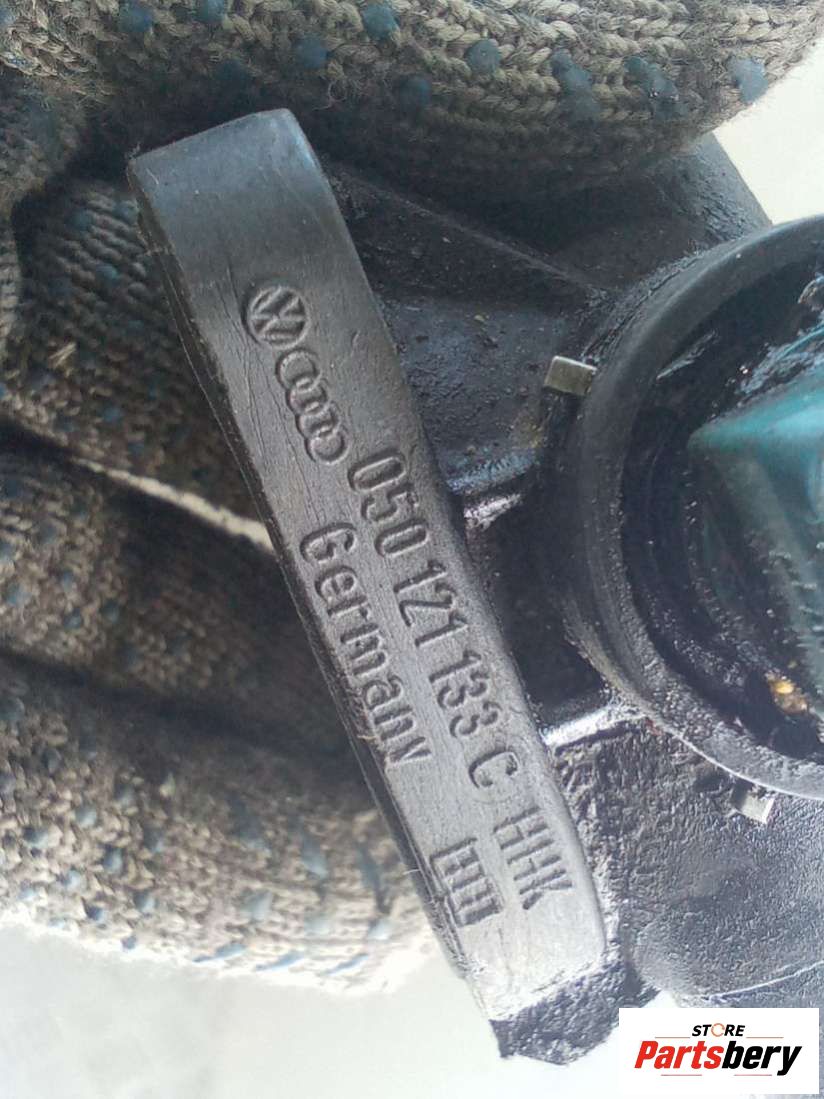 050 121 133 C HHK
Germany
STORE
Partsbery